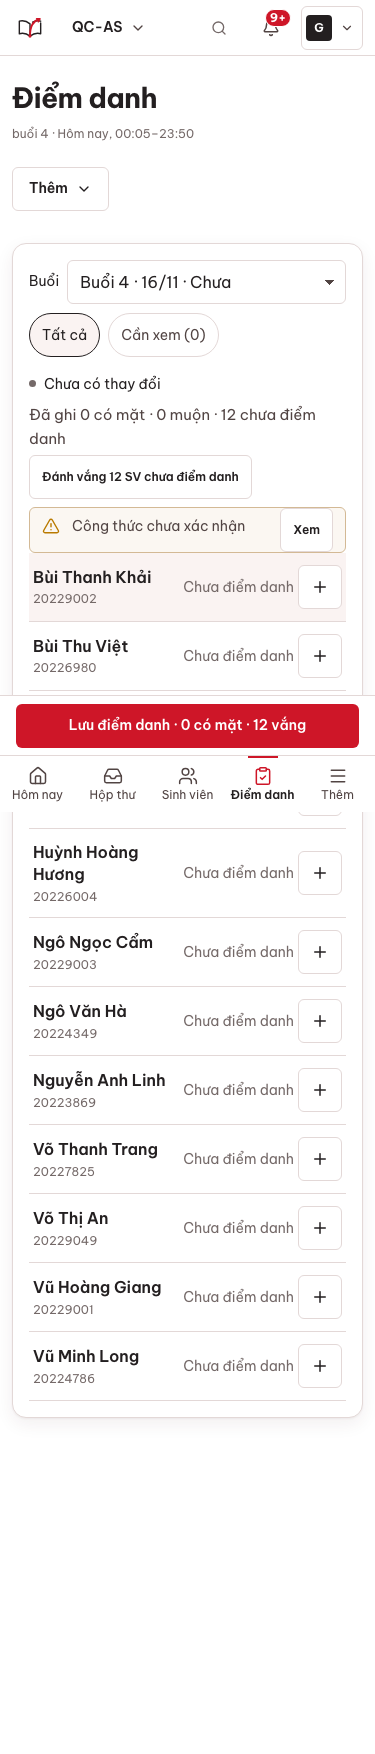 QC-AS
9+
G
Điểm danh
buổi 4 · Hôm nay, 00:05–23:50
Thêm
Buổi
Buổi 4 · 16/11 · Chưa
Tất cả
Cần xem (0)
Chưa có thay đổi
Đã ghi 0 có mặt · 0 muộn · 12 chưa điểm
danh
Đánh vắng 12 SV chưa điểm danh
Công thức chưa xác nhận
Xem
Bùi Thanh Khải
20229002
Chưa điểm danh
Bùi Thu Việt
20226980
Chưa điểm danh
Lưu điểm danh · 0 có mặt · 12 vắng
Hôm nay
Hộp thư
Sinh viên
Điểm danh
Thêm
Huỳnh Hoàng
Hương
20226004
Chưa điểm danh
Ngô Ngọc Cẩm
20229003
Chưa điểm danh
Ngô Văn Hà
20224349
Chưa điểm danh
Nguyễn Anh Linh
20223869
Chưa điểm danh
Võ Thanh Trang
20227825
Chưa điểm danh
Võ Thị An
20229049
Chưa điểm danh
Vũ Hoàng Giang
20229001
Chưa điểm danh
Vũ Minh Long
20224786
Chưa điểm danh